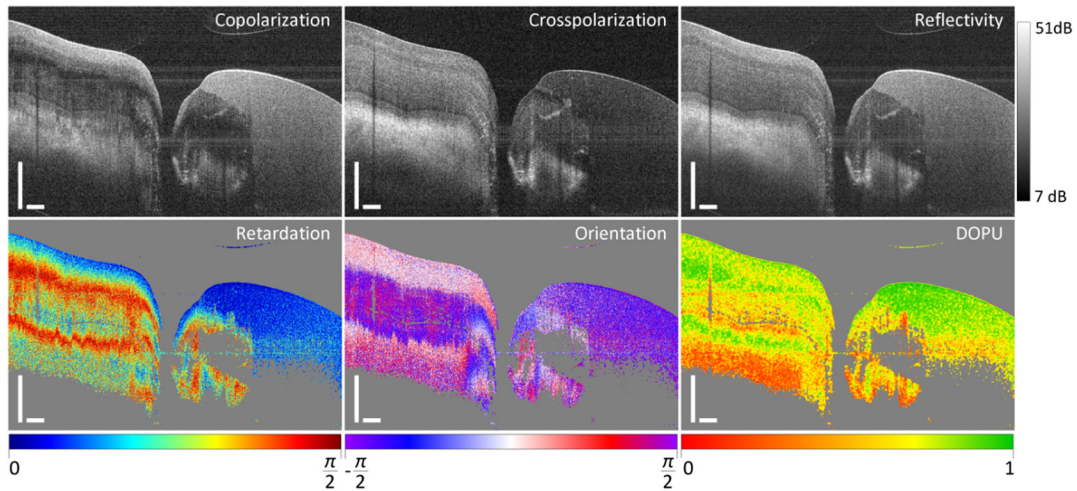 Copolarization
Crosspolarization
Reflectivity
51dB
7 dB
Retardation
Orientation
DOPU
0
π/2
-π/2
π/2
0
1